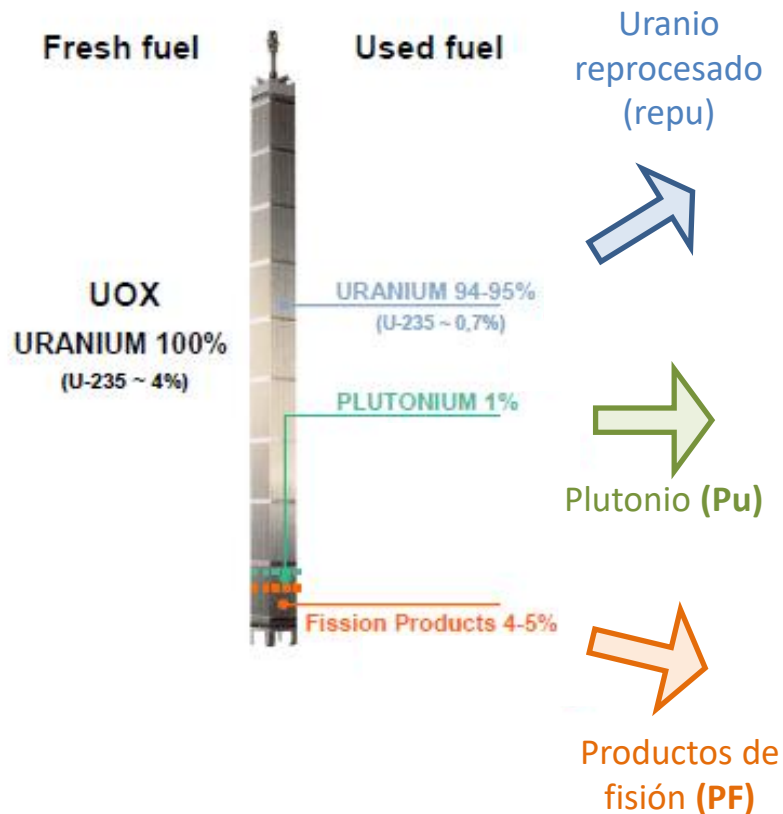 Fresh fuel
Used fuel
Uranio
reprocesado
(repu)
UOX
URANIUM 100%
(U-235 ~ 4%)
URANIUM 94-95%
(U-235 ~ 0,7%)
PLUTONIUM 1%
Plutonio (Pu)
Fission Products 4-5%
Productos de
fisión (PF)